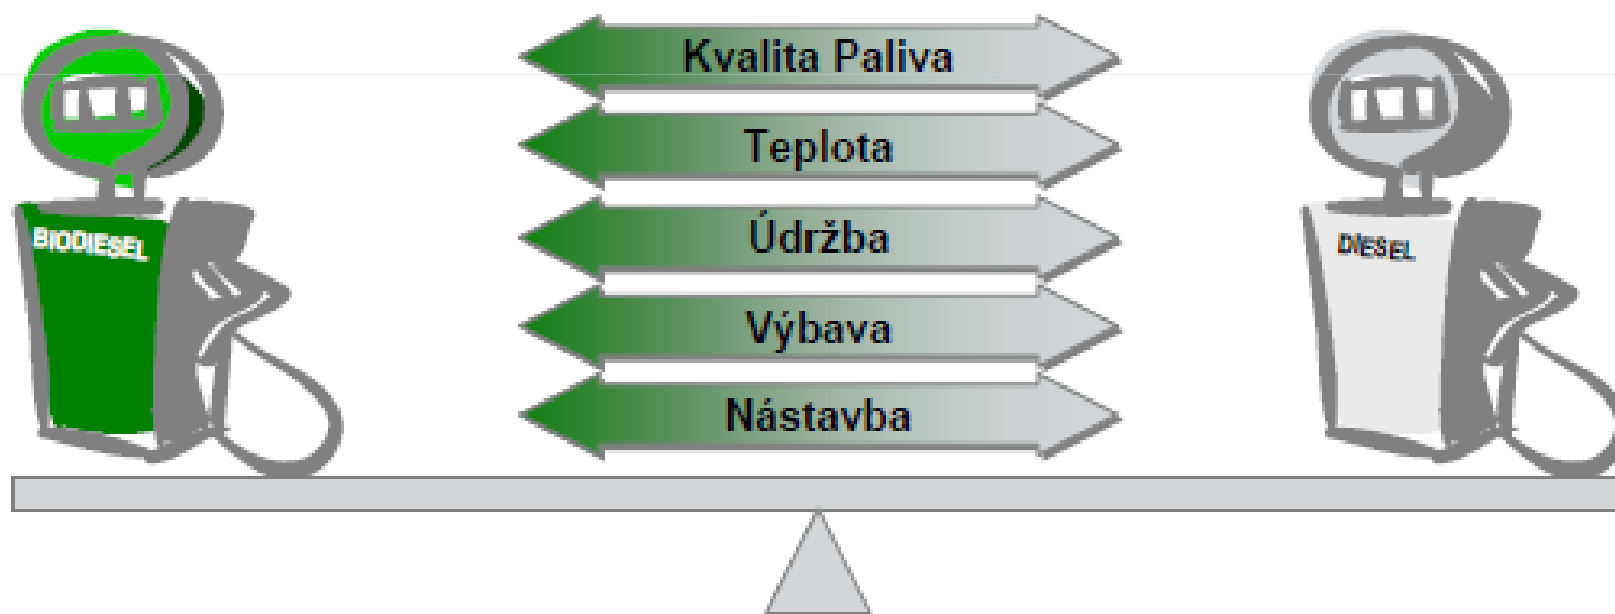 Kvalita Paliva
Teplota
Údržba
Výbava
Nástavba
BIODIESEL
DIESEL